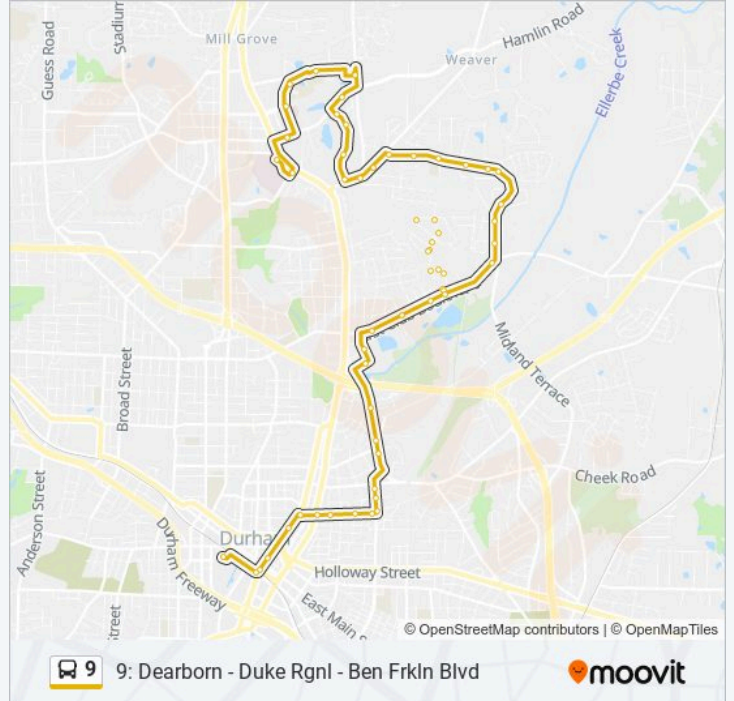 Guess Road
Stadium
Mill Grove
Hamlin Road
Weaver
Ellerbe Creek
Midland Terrace
Broad Street
Cheek Road
Anderson Street
Durham Freeway
Durha
Holloway Street
East Main S
treet
© OpenStreetMap contributors | © OpenMapTiles
9 9: Dearborn - Duke Rgnl - Ben Frkln Blvd moovit